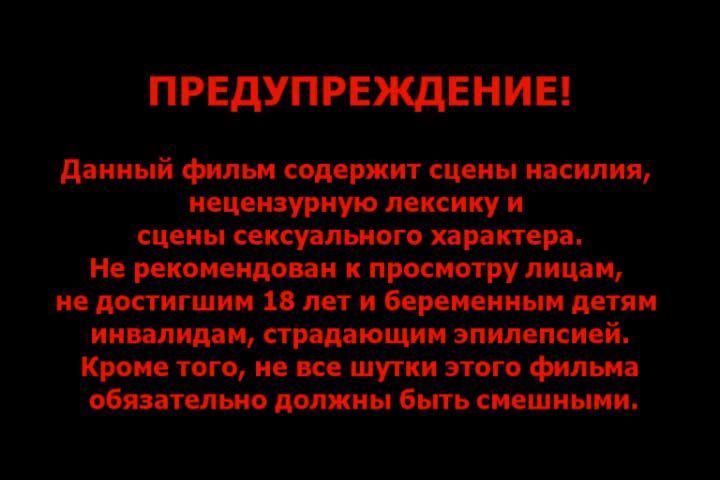 ПРЕДУПРЕЖДЕНИЕ!
Данный фильм содержит сцены насилия,
нецензурную лексику и
сцены сексуального характера.
Не рекомендован к просмотру лицам,
не достигшим 18 лет и беременным детям
инвалидам, страдающим эпилепсией.
Кроме того, не все шутки этого фильма
обязательно должны быть смешными.